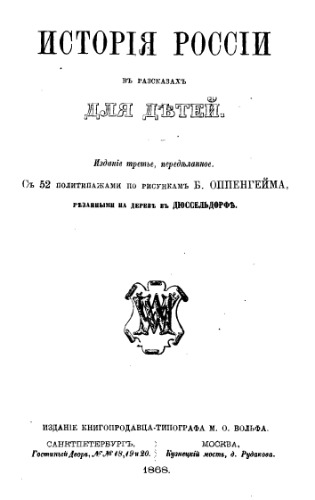 ИСТОРІЯ РОССІИ
ВЪ РАЗСКАЗАХЪ
ДЛЯ ДѢТЕЙ.
Изданіе третье, передѣланное.
Съ 52 ПОЛИТИПАЖАМИ ПО РИСУНКАМЪ Б. ОППЕНГЕЙМА,
РѢЗАННЫМИ НА ДЕРЕВѢ ВЪ ДЮССЕЛЬДОРФѢ.
ИЗДАНІЕ КНИГОПРОДАВЦА-ТИПОГРАФА М. О. ВОЛЬФА.
САНКТПЕТЕРБУРГЪ, МОСКВА,
Гостиный Дворъ, №№ 18, 19 и 20. Кузнецкій мостъ, д. Рудакова.
1868.